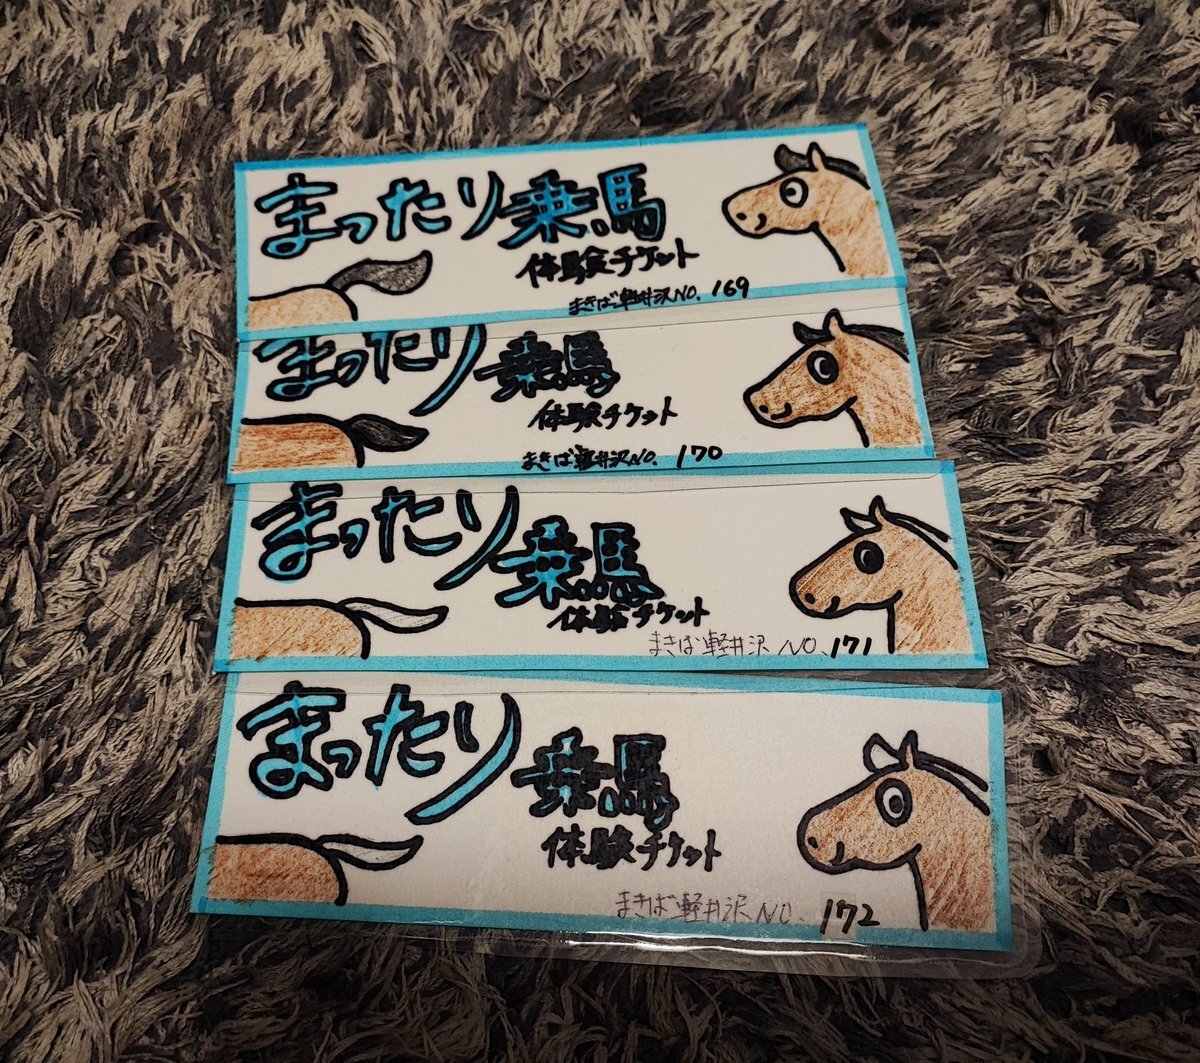 まったり乗馬
体験チケット
まきば軽井沢NO. 169
まったり乗馬
体験チケット
まきば軽井沢NO. 170
まったり乗馬
体験チケット
まきば軽井沢 NO. 171
まったり乗馬
体験チケット
まきば軽井沢 NO. 172